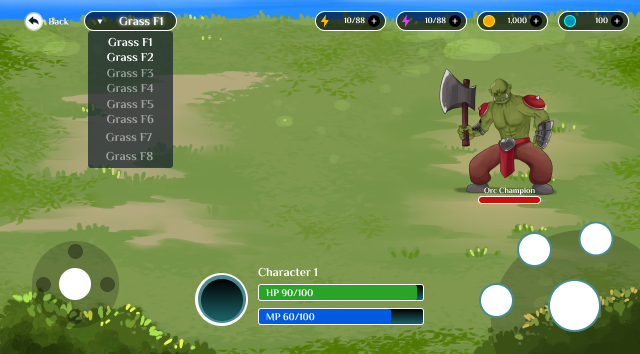 Back
Grass F1
10/88
10/88
1,000
100
Grass F1
Grass F2
Grass F3
Grass F4
Grass F5
Grass F6
Grass F7
Grass F8
Orc Champion
Character 1
HP 90/100
MP 60/100